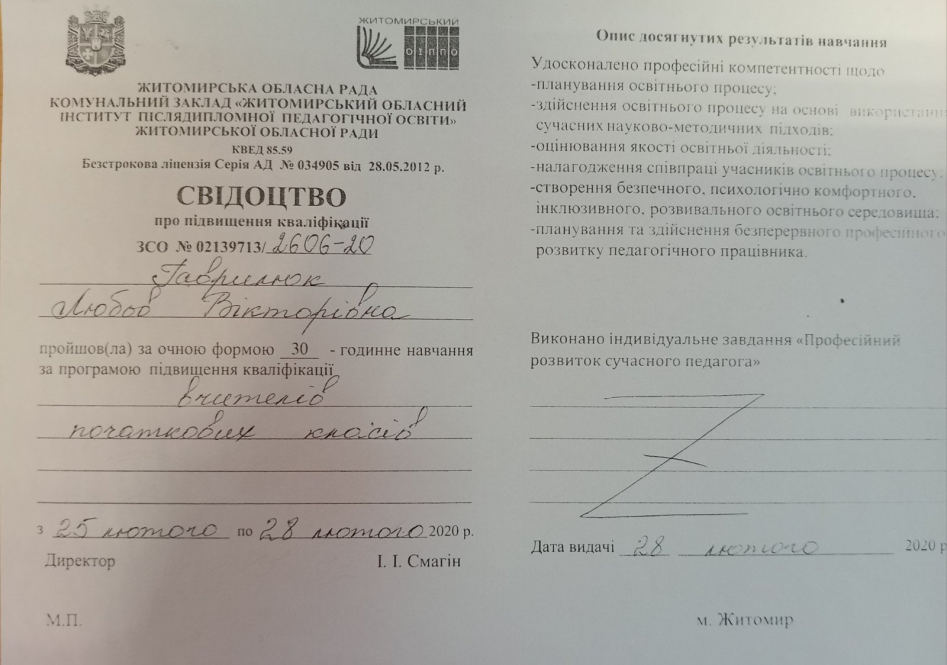 ЖИТОМИРСЬКИЙ
ОІППО
ЖИТОМИРСЬКА ОБЛАСНА РАДА
КОМУНАЛЬНИЙ ЗАКЛАД «ЖИТОМИРСЬКИЙ ОБЛАСНИЙ
ІНСТИТУТ ПІСЛЯДИПЛОМНОЇ ПЕДАГОГІЧНОЇ ОСВІТИ»
ЖИТОМИРСЬКОЇ ОБЛАСНОЇ РАДИ
КВЕД 85.59
Безстрокова ліцензія Серія АД № 034905 від 28.05.2012 р.
СВІДОЦТВО
про підвищення кваліфікації
ЗСО № 02139713/ 2606-20
Гаврилюк
Любов Вікторівна
пройшов(ла) за очною формою 30 - годинне навчання
за програмою підвищення кваліфікації
вчителів
початкових класів
з 25 лютого по 28 лютого 2020 р.
Директор І. І. Смагін
М.П.
Опис досягнутих результатів навчання
Удосконалено професійні компетентності щодо
-планування освітнього процесу;
-здійснення освітнього процесу на основі використання
сучасних науково-методичних підходів;
-оцінювання якості освітньої діяльності;
-налагодження співпраці учасників освітнього процесу;
-створення безпечного, психологічно комфортного,
інклюзивного, розвивального освітнього середовища;
-планування та здійснення безперервного професійного
розвитку педагогічного працівника.
Виконано індивідуальне завдання «Професійний
розвиток сучасного педагога»
Дата видачі 28 лютого 2020 р
м. Житомир